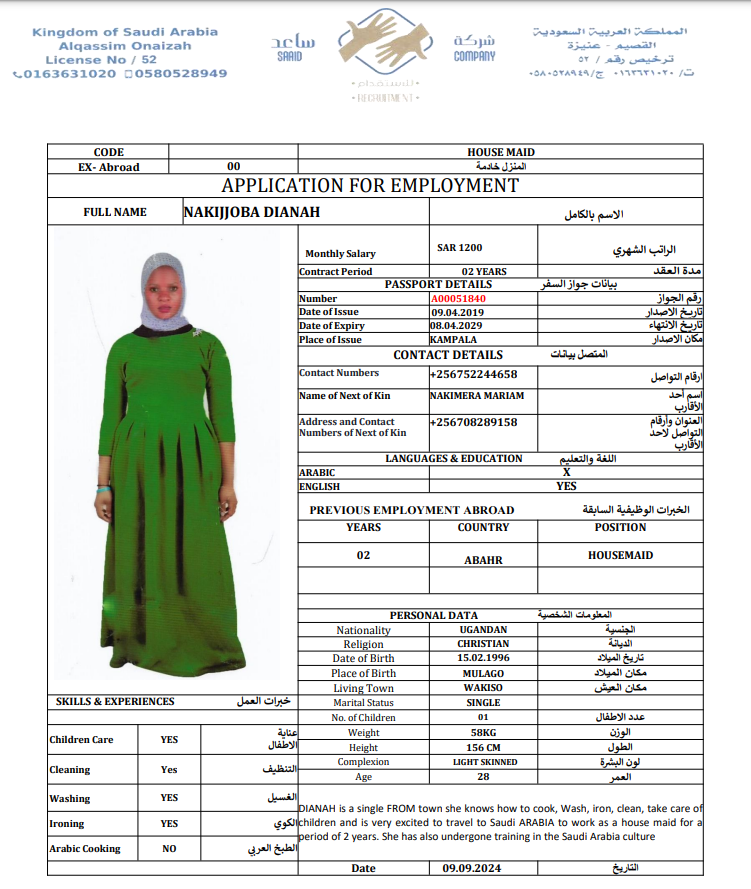 Kingdom of Saudi Arabia
Alqassim Onaizah
License No / 52
0163631020 0580528949
ساعد
SAAID
شركة
COMPANY
للاستقدام
• RECRUITMENT •
المملكة العربية السعودية
القصيم - عنيزة
ترخيص رقم / ٥٢
ت/ ٠١٦٣٦٣١٠٢٠ ج/ ٠٥٨٠٥٢٨٩٤٩
CODE HOUSE MAID
EX- Abroad 00 المنزل خادمة
APPLICATION FOR EMPLOYMENT
FULL NAME NAKIJJOBA DIANAH الاسم بالكامل
Monthly Salary SAR 1200 الراتب الشهري
Contract Period 02 YEARS مدة العقد
PASSPORT DETAILS بيانات جواز السفر
Number A00051840 رقم الجواز
Date of Issue 09.04.2019 تاريخ الاصدار
Date of Expiry 08.04.2029 تاريخ الانتهاء
Place of Issue KAMPALA مكان الاصدار
CONTACT DETAILS المتصل بيانات
Contact Numbers +256752244658 ارقام التواصل
Name of Next of Kin NAKIMERA MARIAM اسم أحد
الأقارب
Address and Contact +256708289158 العنوان وأرقام
Numbers of Next of Kin التواصل لاحد
الأقارب
LANGUAGES & EDUCATION اللغة والتعليم
ARABIC X
ENGLISH YES
PREVIOUS EMPLOYMENT ABROAD الخبرات الوظيفية السابقة
YEARS COUNTRY POSITION
02 ABAHR HOUSEMAID
PERSONAL DATA المعلومات الشخصية
Nationality UGANDAN الجنسية
Religion CHRISTIAN الديانة
Date of Birth 15.02.1996 تاريخ الميلاد
Place of Birth MULAGO مكان الميلاد
Living Town WAKISO مكان العيش
Marital Status SINGLE
No. of Children 01 عدد الاطفال
Weight 58KG الوزن
Height 156 CM الطول
Complexion LIGHT SKINNED لون البشرة
Age 28 العمر
SKILLS & EXPERIENCES خبرات العمل
Children Care YES عناية
الاطفال
Cleaning Yes التنظيف
Washing YES الغسيل
Ironing YES الكوي
Arabic Cooking NO الطبخ العربي
DIANAH is a single FROM town she knows how to cook, Wash, iron, clean, take care of
children and is very excited to travel to Saudi ARABIA to work as a house maid for a
period of 2 years. She has also undergone training in the Saudi Arabia culture
Date 09.09.2024 التاريخ